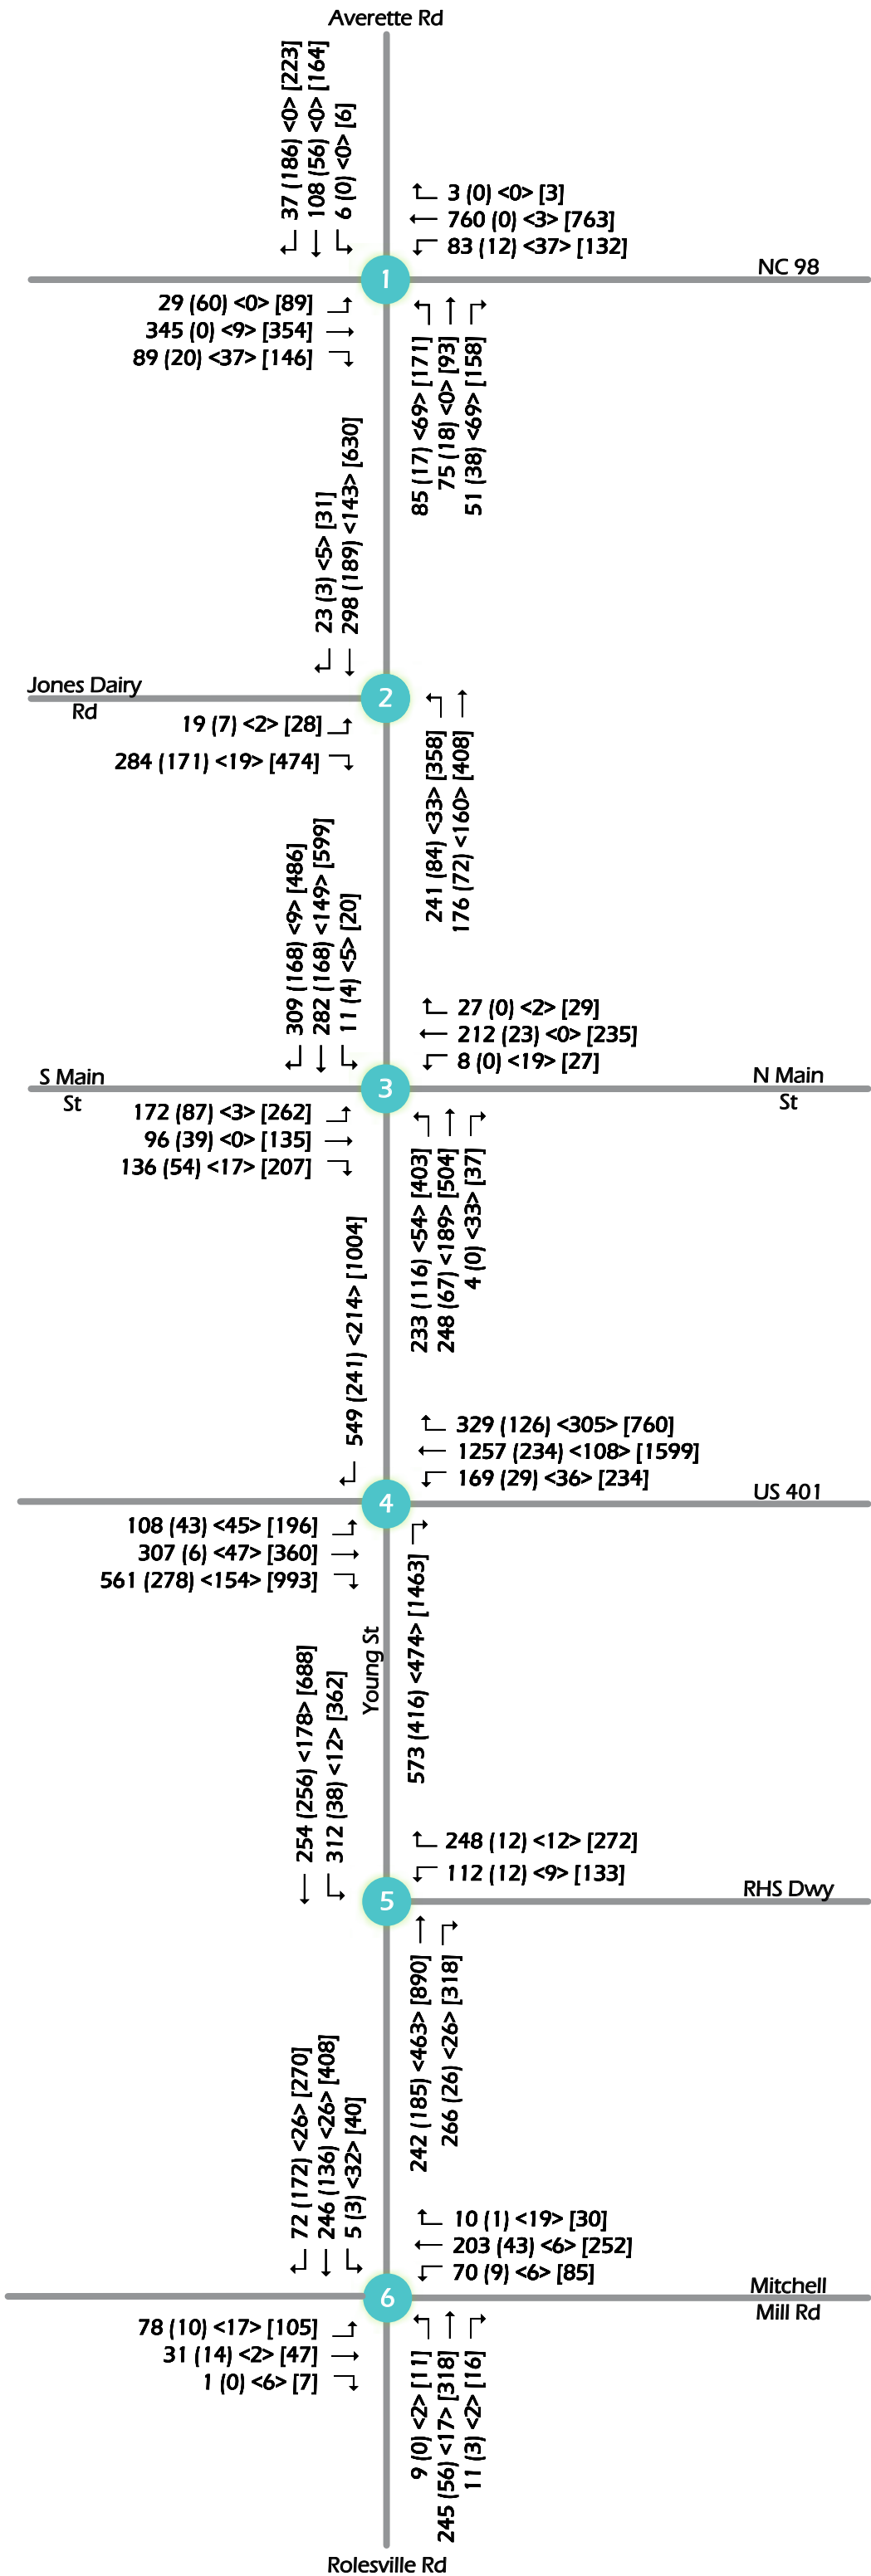 Averette Rd
37 (186) <0> [223]
108 (56) <0> [164]
6 (0) <0> [6]
3 (0) <0> [3]
760 (0) <3> [763]
83 (12) <37> [132]
NC 98
1
29 (60) <0> [89]
345 (0) <9> [354]
89 (20) <37> [146]
85 (17) <69> [171]
75 (18) <0> [93]
51 (38) <69> [158]
23 (3) <5> [31]
298 (189) <143> [630]
Jones Dairy
Rd
2
19 (7) <2> [28]
284 (171) <19> [474]
241 (84) <33> [358]
176 (72) <160> [408]
309 (168) <9> [486]
282 (168) <149> [599]
11 (4) <5> [20]
27 (0) <2> [29]
212 (23) <0> [235]
8 (0) <19> [27]
S Main
St
3
N Main
St
172 (87) <3> [262]
96 (39) <0> [135]
136 (54) <17> [207]
233 (116) <54> [403]
248 (67) <189> [504]
4 (0) <33> [37]
549 (241) <214> [1004]
329 (126) <305> [760]
1257 (234) <108> [1599]
169 (29) <36> [234]
US 401
4
108 (43) <45> [196]
307 (6) <47> [360]
561 (278) <154> [993]
573 (416) <474> [1463]
Young St
254 (256) <178> [688]
312 (38) <12> [362]
248 (12) <12> [272]
112 (12) <9> [133]
RHS Dwy
5
242 (185) <463> [890]
266 (26) <26> [318]
72 (172) <26> [270]
246 (136) <26> [408]
5 (3) <32> [40]
10 (1) <19> [30]
203 (43) <6> [252]
70 (9) <6> [85]
Mitchell
Mill Rd
6
78 (10) <17> [105]
31 (14) <2> [47]
1 (0) <6> [7]
9 (0) <2> [11]
245 (56) <17> [318]
11 (3) <2> [16]
Rolesville Rd